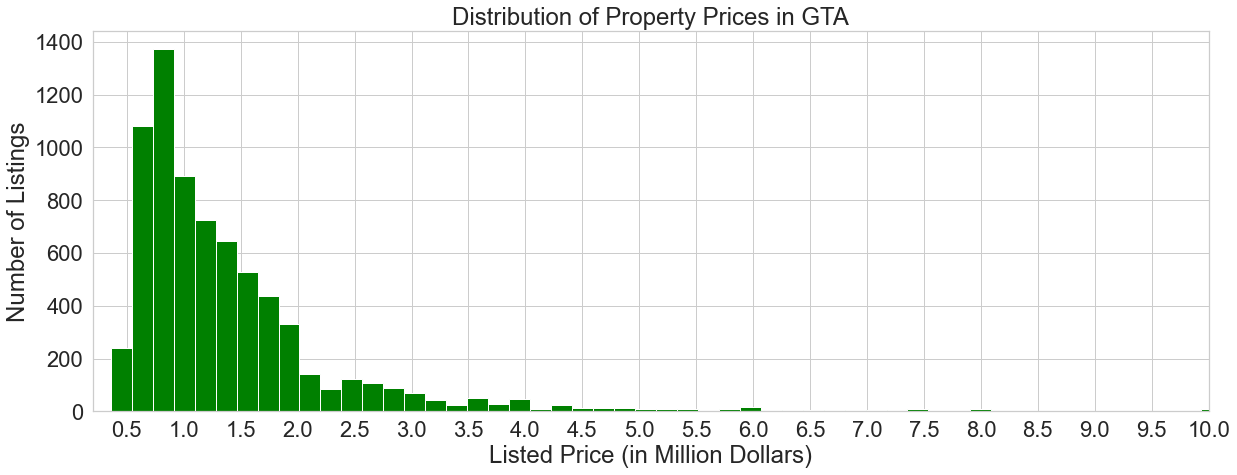 Distribution of Property Prices in GTA
1400
1200
1000
800
600
400
200
0
Number of Listings
0.5 1.0 1.5 2.0 2.5 3.0 3.5 4.0 4.5 5.0 5.5 6.0 6.5 7.0 7.5 8.0 8.5 9.0 9.5 10.0
Listed Price (in Million Dollars)